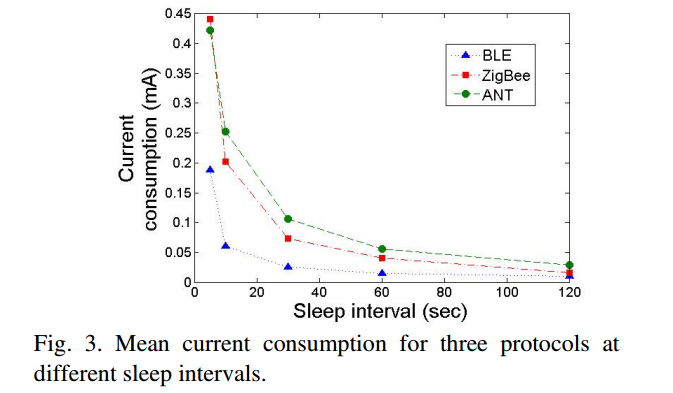 0.45
0.4
0.35
0.3
0.25
0.2
0.15
0.1
0.05
0
Current
consumption (mA)
BLE
ZigBee
ANT
0 20 40 60 80 100 120
Sleep interval (sec)
Fig. 3. Mean current consumption for three protocols at
different sleep intervals.